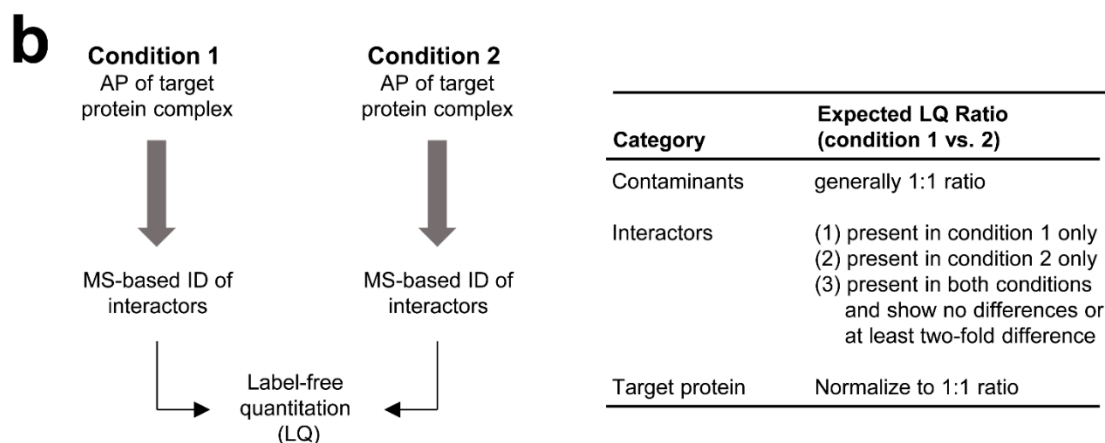 b
Condition 1
AP of target
protein complex
Condition 2
AP of target
protein complex
MS-based ID of
interactors
MS-based ID of
interactors
Label-free
quantitation
(LQ)
Category
Expected LQ Ratio
(condition 1 vs. 2)
Contaminants
generally 1:1 ratio
Interactors
(1) present in condition 1 only
(2) present in condition 2 only
(3) present in both conditions
and show no differences or
at least two-fold difference
Target protein
Normalize to 1:1 ratio